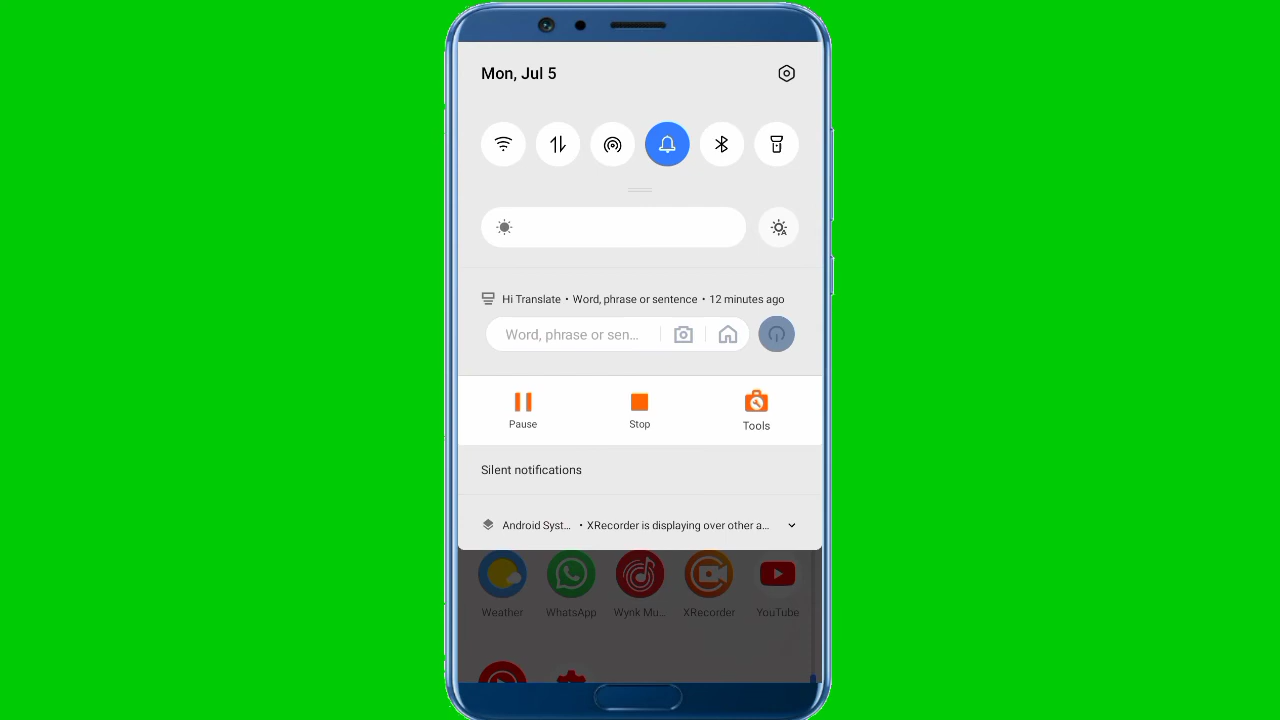 Mon, Jul 5
Hi Translate • Word, phrase or sentence • 12 minutes ago
Word, phrase or sen...
Pause
Stop
Tools
Silent notifications
Android Syst... • XRecorder is displaying over other a...
Weather
WhatsApp
Wynk Mu...
XRecorder
YouTube